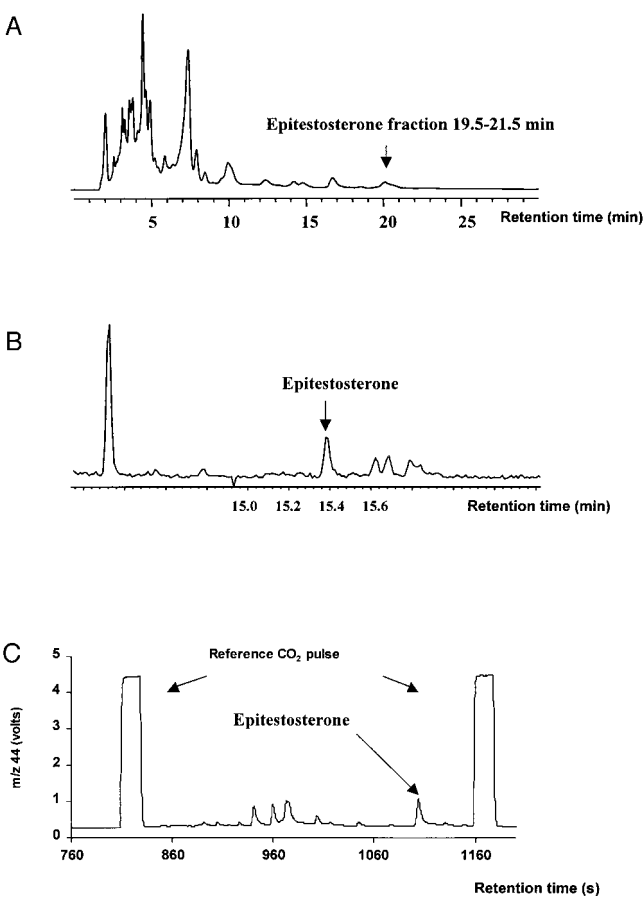 A
Epitestosterone fraction 19.5-21.5 min
5 10 15 20 25 Retention time (min)
B
Epitestosterone
15.0 15.2 15.4 15.6 Retention time (min)
C
m/z 44 (volts)
5
4
3
2
1
0
Reference CO₂ pulse
Epitestosterone
760 860 960 1060 1160
Retention time (s)